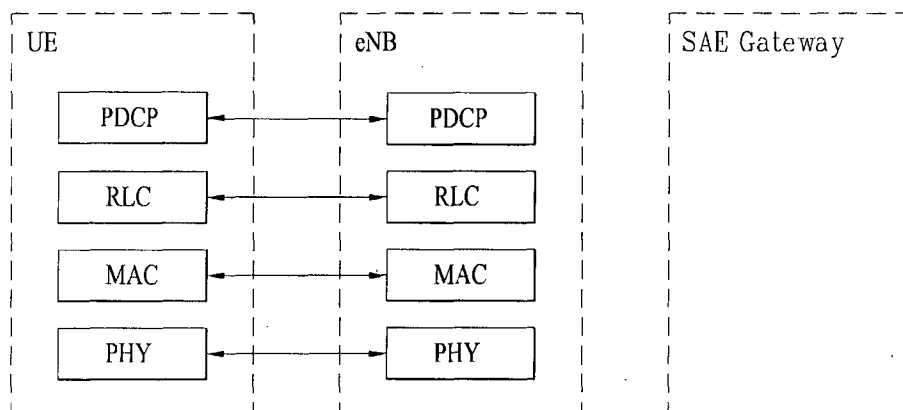 UE eNB SAE Gateway
PDCP PDCP
RLC RLC
MAC MAC
PHY PHY